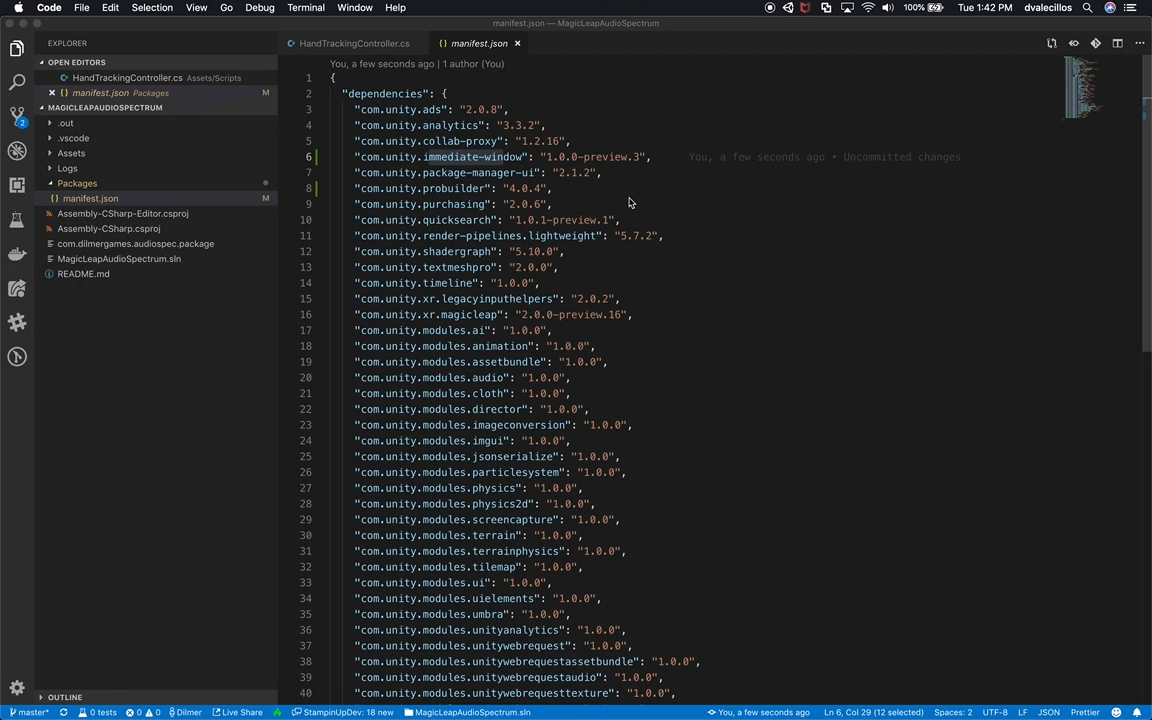 Code File Edit Selection View Go Debug Terminal Window Help 100% Tue 1:42 PM dvalecillos
manifest.json — MagicLeapAudioSpectrum
EXPLORER
OPEN EDITORS
HandTrackingController.cs Assets/Scripts
manifest.json Packages M
MAGICLEAPAUDIOSPECTRUM
.out
.vscode
Assets
Logs
Packages
manifest.json M
Assembly-CSharp-Editor.csproj
Assembly-CSharp.csproj
com.dilmergames.audiospec.package
MagicLeapAudioSpectrum.sln
README.md
OUTLINE
2
HandTrackingController.cs manifest.json
You, a few seconds ago | 1 author (You)
1 {
2 "dependencies": {
3 "com.unity.ads": "2.0.8",
4 "com.unity.analytics": "3.3.2",
5 "com.unity.collab-proxy": "1.2.16",
6 "com.unity.immediate-window": "1.0.0-preview.3", You, a few seconds ago • Uncommitted changes
7 "com.unity.package-manager-ui": "2.1.2",
8 "com.unity.probuilder": "4.0.4",
9 "com.unity.purchasing": "2.0.6",
10 "com.unity.quicksearch": "1.0.1-preview.1",
11 "com.unity.render-pipelines.lightweight": "5.7.2",
12 "com.unity.shadergraph": "5.10.0",
13 "com.unity.textmeshpro": "2.0.0",
14 "com.unity.timeline": "1.0.0",
15 "com.unity.xr.legacyinputhelpers": "2.0.2",
16 "com.unity.xr.magicleap": "2.0.0-preview.16",
17 "com.unity.modules.ai": "1.0.0",
18 "com.unity.modules.animation": "1.0.0",
19 "com.unity.modules.assetbundle": "1.0.0",
20 "com.unity.modules.audio": "1.0.0",
21 "com.unity.modules.cloth": "1.0.0",
22 "com.unity.modules.director": "1.0.0",
23 "com.unity.modules.imageconversion": "1.0.0",
24 "com.unity.modules.imgui": "1.0.0",
25 "com.unity.modules.jsonserialize": "1.0.0",
26 "com.unity.modules.particlesystem": "1.0.0",
27 "com.unity.modules.physics": "1.0.0",
28 "com.unity.modules.physics2d": "1.0.0",
29 "com.unity.modules.screencapture": "1.0.0",
30 "com.unity.modules.terrain": "1.0.0",
31 "com.unity.modules.terrainphysics": "1.0.0",
32 "com.unity.modules.tilemap": "1.0.0",
33 "com.unity.modules.ui": "1.0.0",
34 "com.unity.modules.uielements": "1.0.0",
35 "com.unity.modules.umbra": "1.0.0",
36 "com.unity.modules.unityanalytics": "1.0.0",
37 "com.unity.modules.unitywebrequest": "1.0.0",
38 "com.unity.modules.unitywebrequestassetbundle": "1.0.0",
39 "com.unity.modules.unitywebrequestaudio": "1.0.0",
40 "com.unity.modules.unitywebrequesttexture": "1.0.0",
master* 0 tests 0 0 Dilmer Live Share StampinUpDev: 18 new MagicLeapAudioSpectrum.sln You, a few seconds ago Ln 6, Col 29 (12 selected) Spaces: 2 UTF-8 LF JSON Prettier